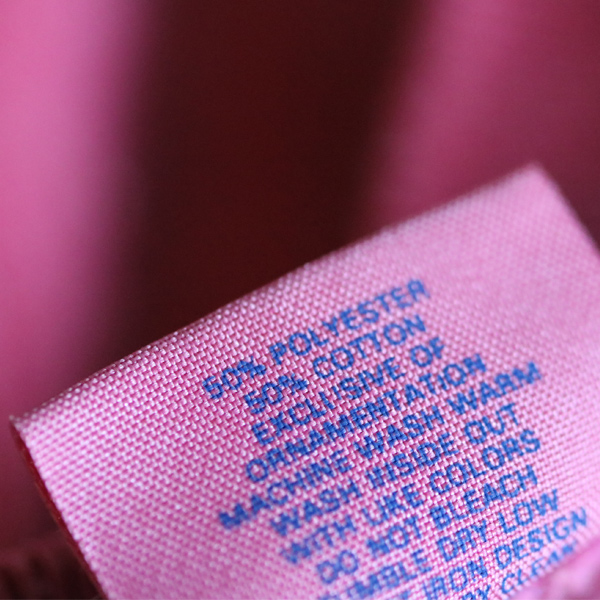 50% POLYESTER
50% COTTON
EXCLUSIVE OF
ORNAMENTATION
MACHINE WASH WARM
WASH INSIDE OUT
WITH LIKE COLORS
DO NOT BLEACH
TUMBLE DRY LOW
IRON DESIGN